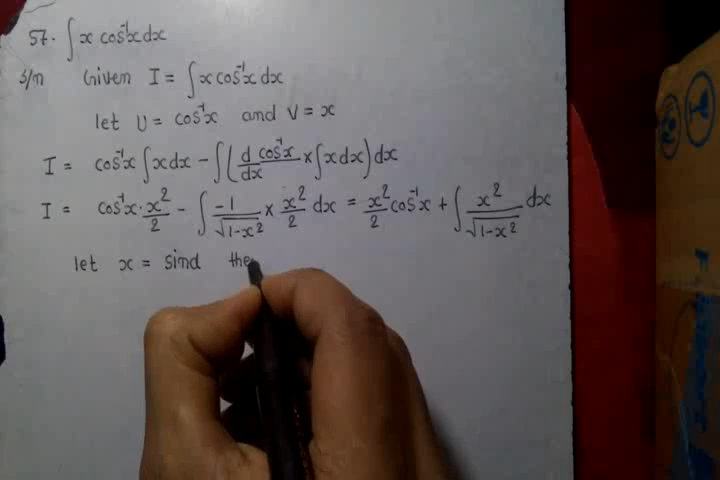 57. ∫ x cos⁻¹x dx
S/n Given I = ∫ x cos⁻¹x dx
let U = cos⁻¹x and V = x
I = cos⁻¹x ∫ x dx − ∫ (d/dx cos⁻¹x × ∫ x dx) dx
I = cos⁻¹x · x²/2 − ∫ −1/√(1−x²) × x²/2 dx = x²/2 cos⁻¹x + ∫ x²/√(1−x²) dx
let x = sind the